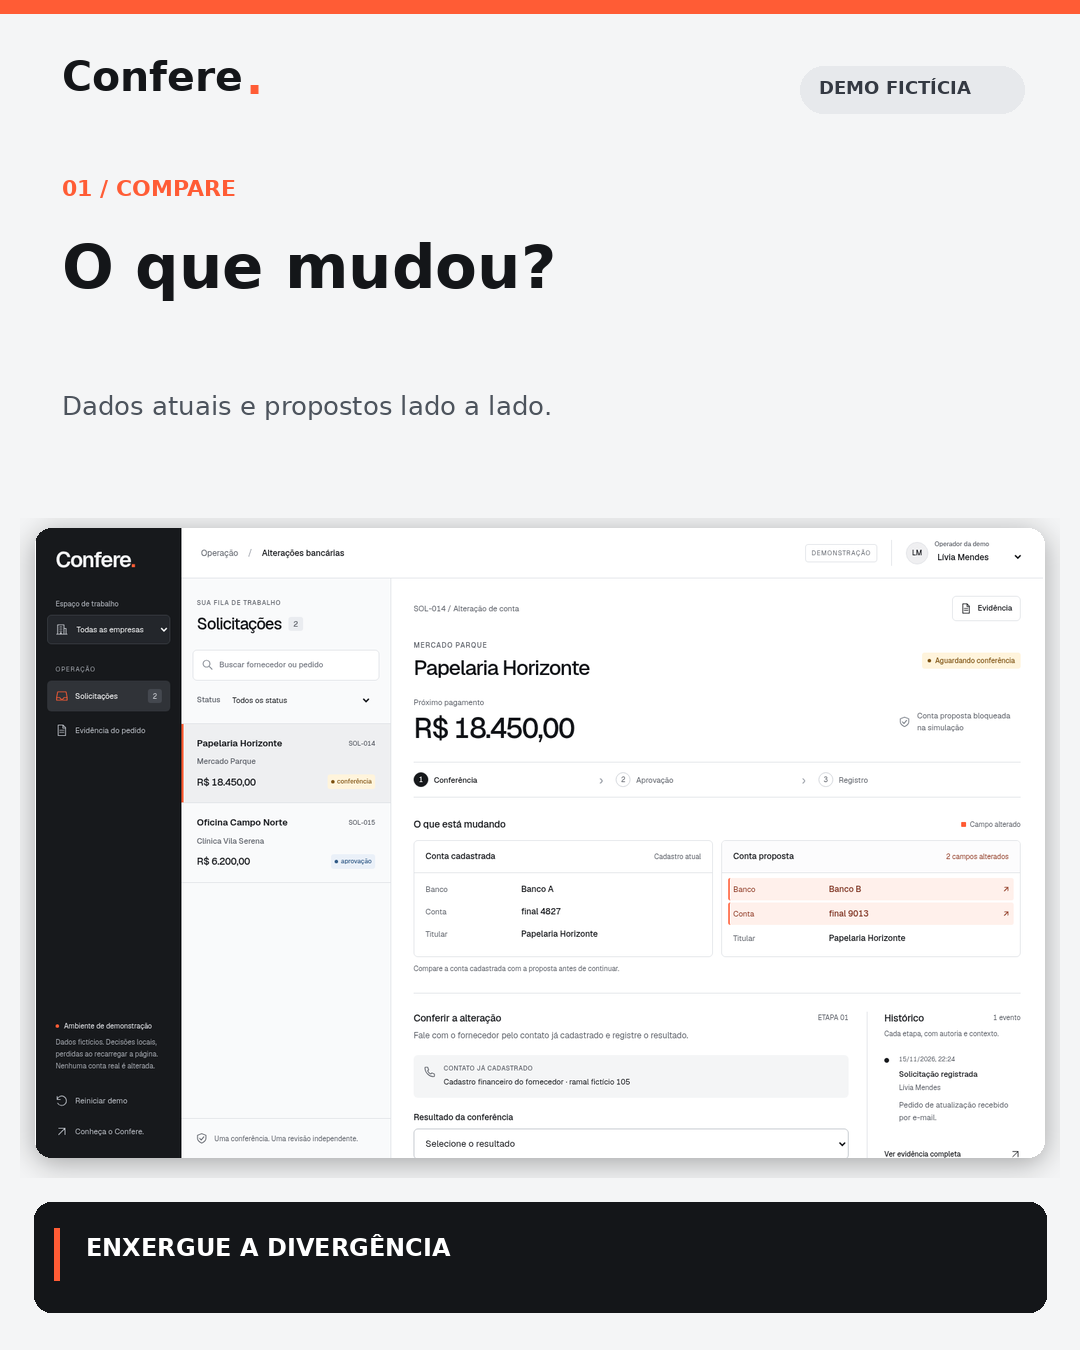 Confere.
DEMO FICTÍCIA
01 / COMPARE
O que mudou?
Dados atuais e propostos lado a lado.
Confere.
Espaço de trabalho
Todas as empresas
OPERAÇÃO
Solicitações 2
Evidência do pedido
Ambiente de demonstração
Dados fictícios. Decisões locais,
perdidas ao recarregar a página.
Nenhuma conta real é alterada.
Reiniciar demo
Conheça o Confere.
Operação / Alterações bancárias
DEMONSTRAÇÃO
LM
Operador da demo
Lívia Mendes
SUA FILA DE TRABALHO
Solicitações 2
Buscar fornecedor ou pedido
Status Todos os status
Papelaria Horizonte SOL-014
Mercado Parque
R$ 18.450,00 conferência
Oficina Campo Norte SOL-015
Clínica Vila Serena
R$ 6.200,00 aprovação
Uma conferência. Uma revisão independente.
SOL-014 / Alteração de conta
Evidência
MERCADO PARQUE
Papelaria Horizonte
Aguardando conferência
Próximo pagamento
R$ 18.450,00
Conta proposta bloqueada
na simulação
1 Conferência › 2 Aprovação › 3 Registro
O que está mudando
Campo alterado
Conta cadastrada Cadastro atual
Banco Banco A
Conta final 4827
Titular Papelaria Horizonte
Conta proposta 2 campos alterados
Banco Banco B
Conta final 9013
Titular Papelaria Horizonte
Compare a conta cadastrada com a proposta antes de continuar.
Conferir a alteração ETAPA 01
Fale com o fornecedor pelo contato já cadastrado e registre o resultado.
CONTATO JÁ CADASTRADO
Cadastro financeiro do fornecedor · ramal fictício 105
Resultado da conferência
Selecione o resultado
Histórico 1 evento
Cada etapa, com autoria e contexto.
15/11/2026, 22:24
Solicitação registrada
Lívia Mendes
Pedido de atualização recebido
por e-mail.
Ver evidência completa
ENXERGUE A DIVERGÊNCIA